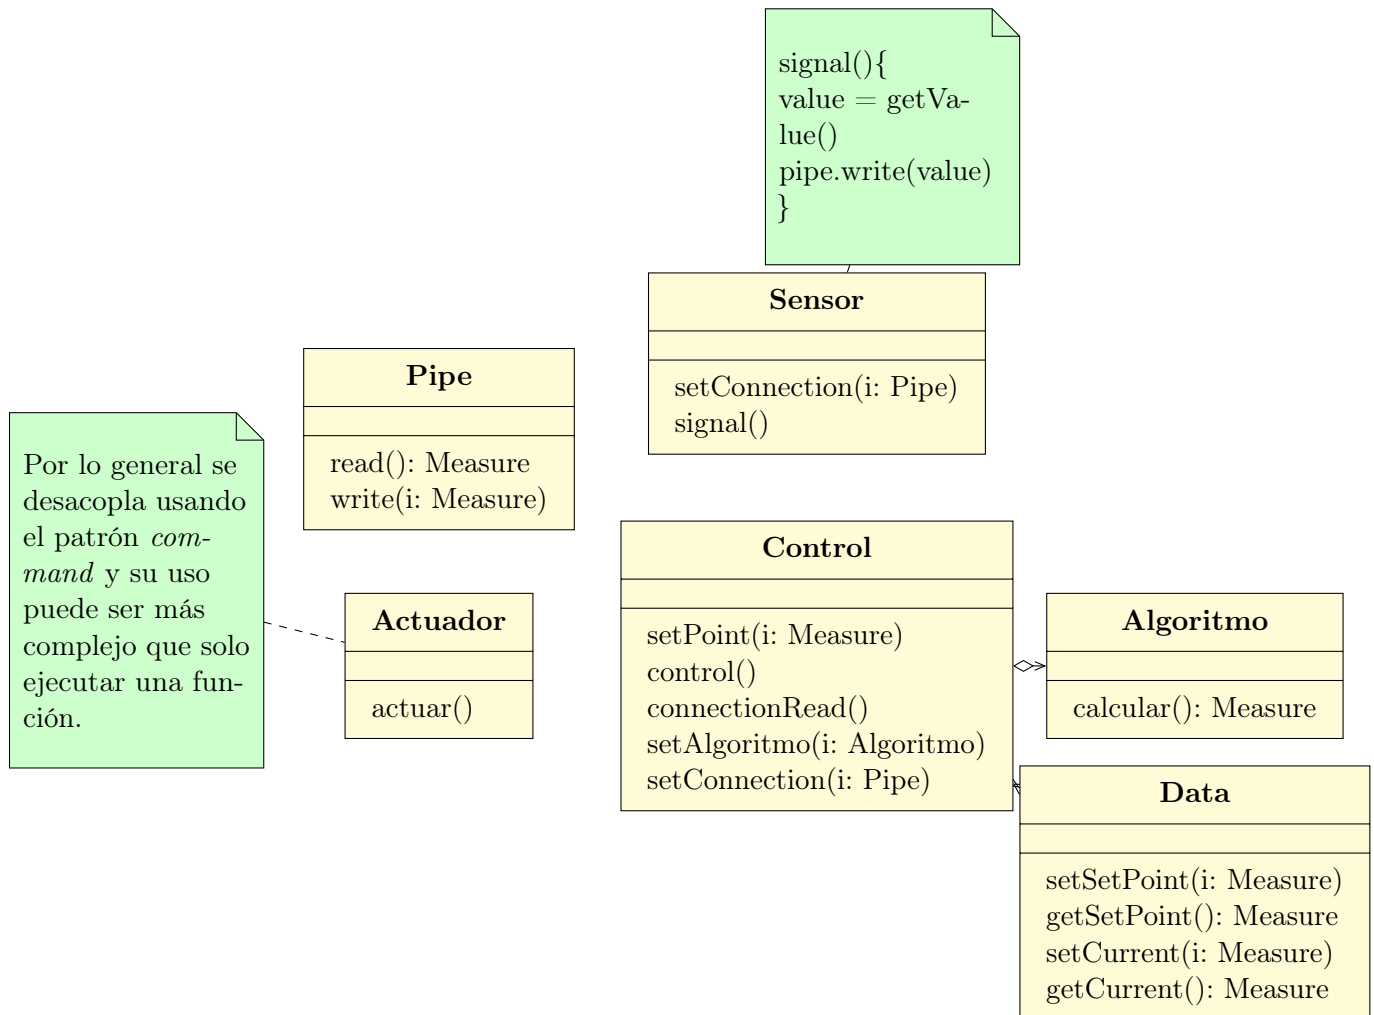 signal(){
value = getVa-
lue()
pipe.write(value)
}
Sensor
setConnection(i: Pipe)
signal()
Pipe
read(): Measure
write(i: Measure)
Por lo general se
desacopla usando
el patrón com-
mand y su uso
puede ser más
complejo que solo
ejecutar una fun-
ción.
Actuador
actuar()
Control
setPoint(i: Measure)
control()
connectionRead()
setAlgoritmo(i: Algoritmo)
setConnection(i: Pipe)
Algoritmo
calcular(): Measure
Data
setSetPoint(i: Measure)
getSetPoint(): Measure
setCurrent(i: Measure)
getCurrent(): Measure